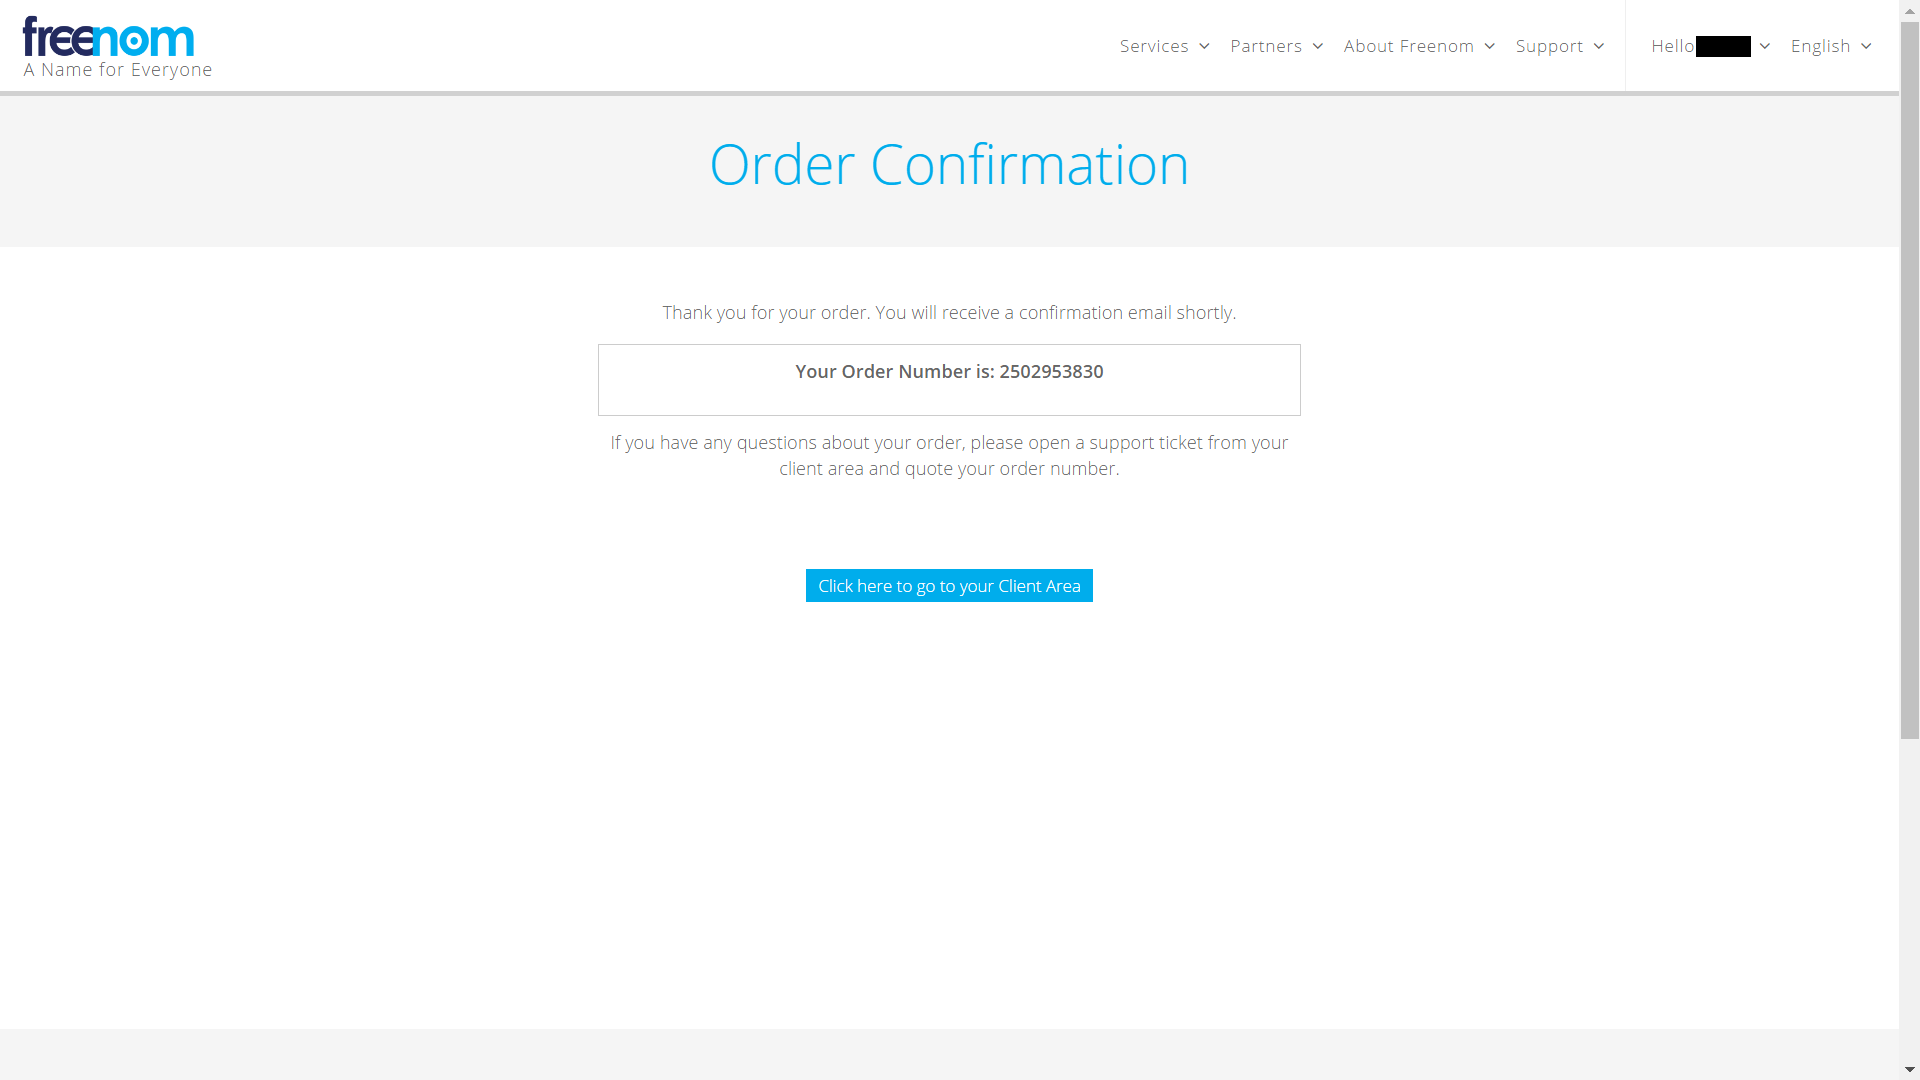 freenom
A Name for Everyone
Services
Partners
About Freenom
Support
Hello
English
Order Confirmation
Thank you for your order. You will receive a confirmation email shortly.
Your Order Number is: 2502953830
If you have any questions about your order, please open a support ticket from your
client area and quote your order number.
Click here to go to your Client Area